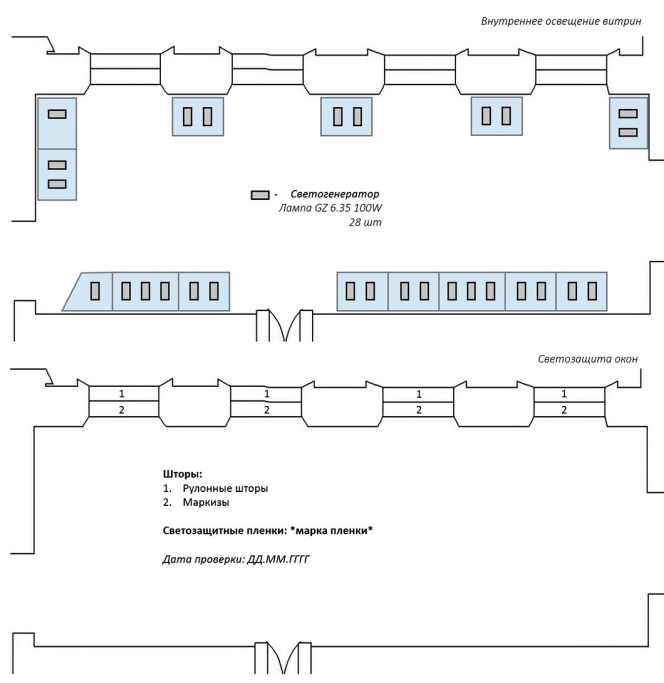 Внутреннее освещение витрин
- Светогенератор
Лампа GZ 6.35 100W
28 шт
Светозащита окон
1 1 1 1
2 2 2 2
Шторы:
1. Рулонные шторы
2. Маркизы
Светозащитные пленки: *марка пленки*
Дата проверки: ДД.ММ.ГГГГ